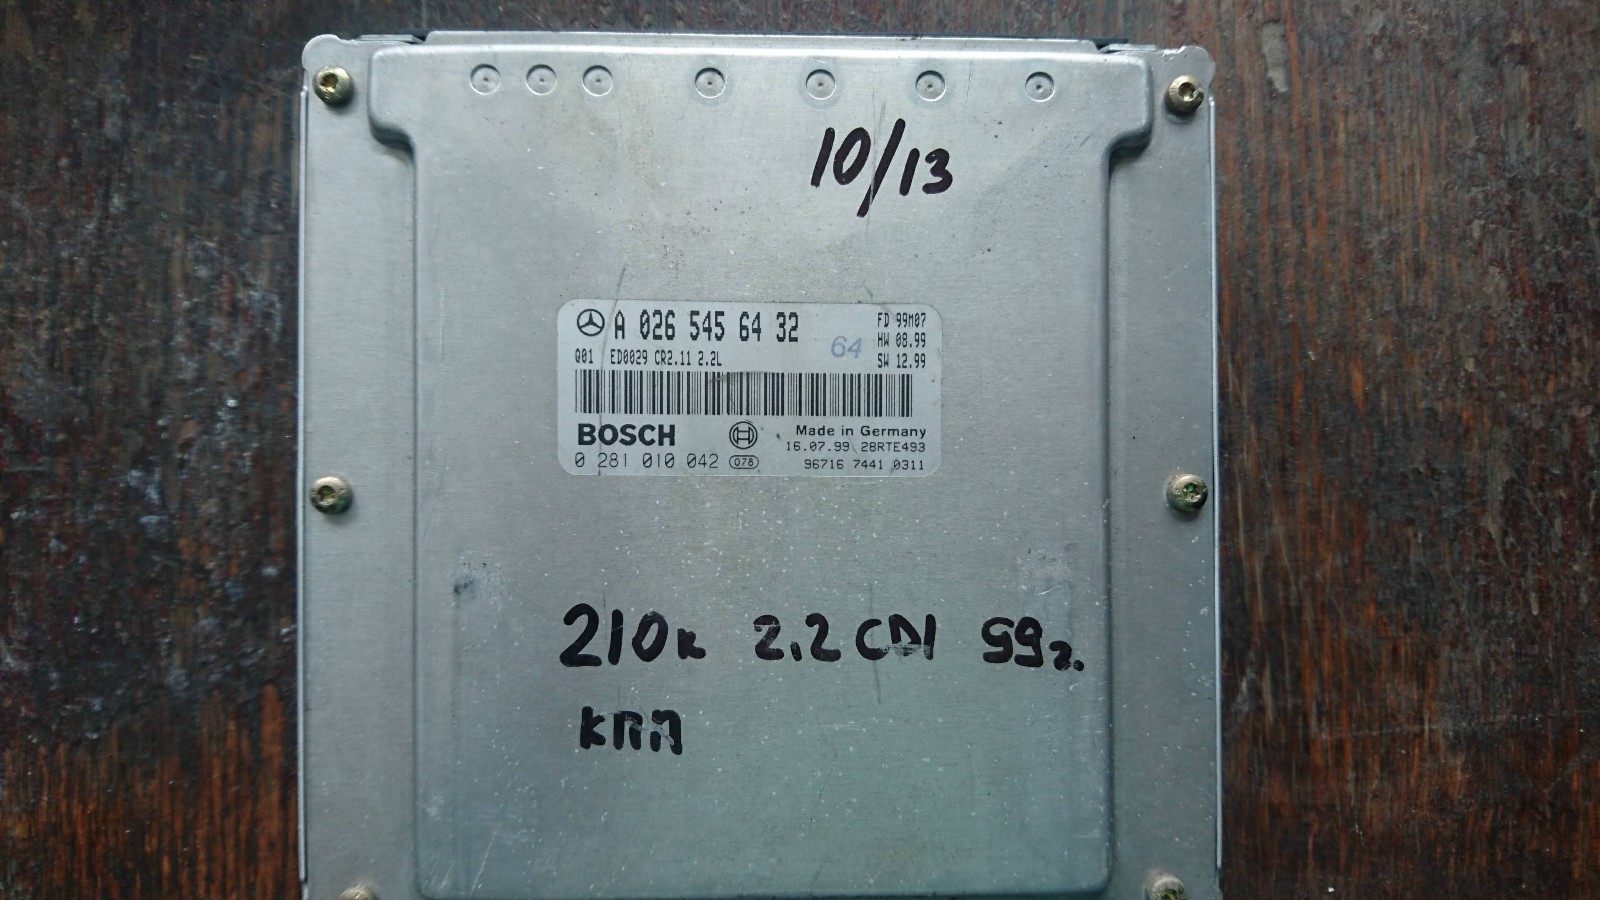 10/13
A 026 545 64 32
FD 99M07
64
HW 08.99
Q01 ED0029 CR2.11 2.2L
SW 12.99
BOSCH
Made in Germany
16.07.99 28RTE493
0 281 010 042 078
96716 7441 0311
210к 2.2 CDI 99г.
КПП